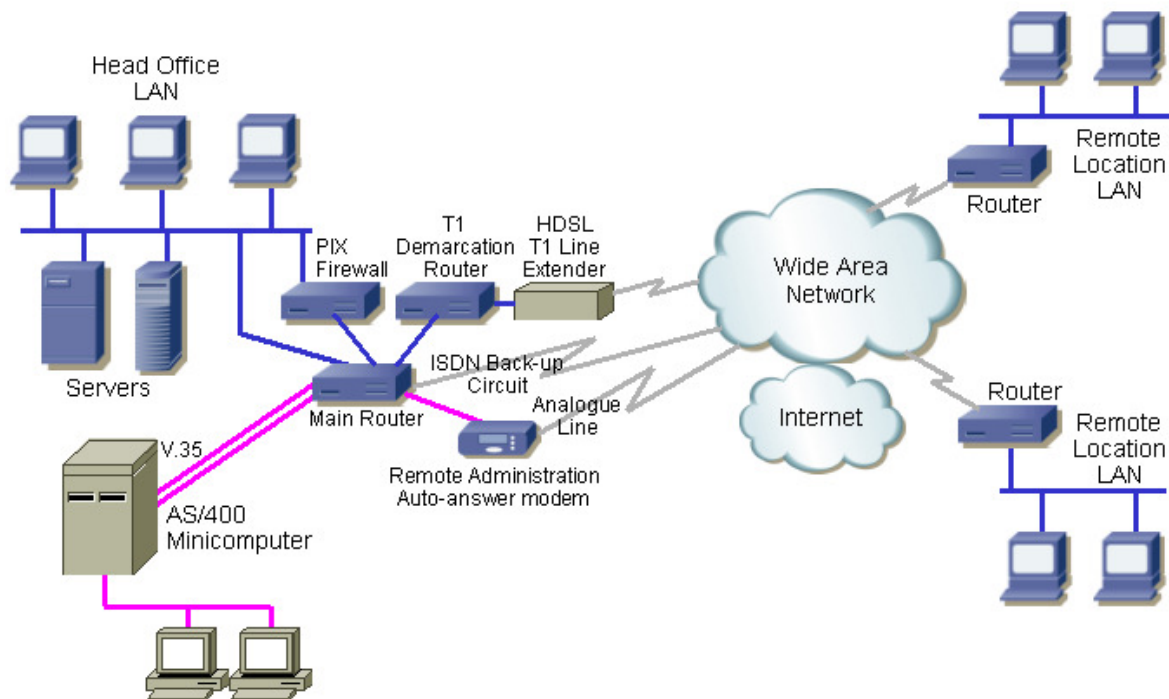 Head Office
LAN
Servers
PIX
Firewall
T1
Demarcation
Router
HDSL
T1 Line
Extender
Main Router
ISDN Back-up
Circuit
Analogue
Line
Remote Administration
Auto-answer modem
V.35
AS/400
Minicomputer
Wide Area
Network
Internet
Router
Remote
Location
LAN
Router
Remote
Location
LAN